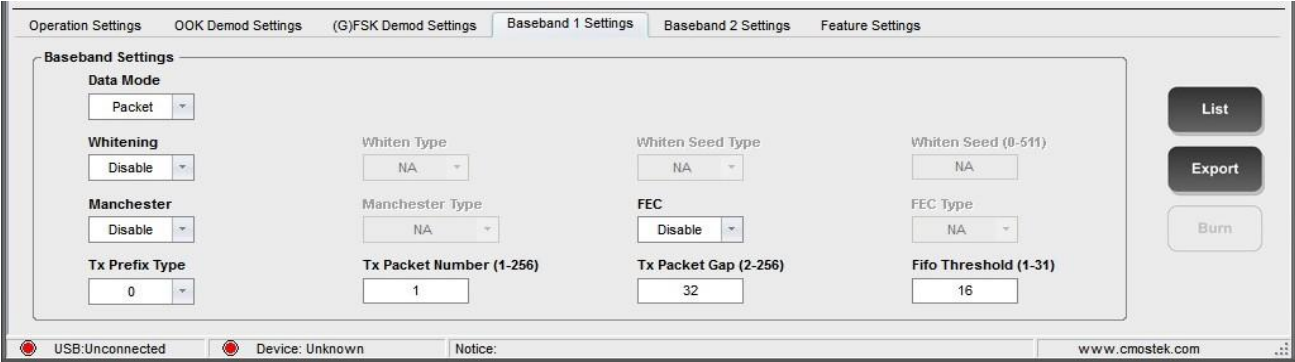 Operation Settings OOK Demod Settings (G)FSK Demod Settings Baseband 1 Settings Baseband 2 Settings Feature Settings
Baseband Settings
Data Mode
Packet
List
Whitening Whiten Type Whiten Seed Type Whiten Seed (0-511)
Disable NA NA NA
Export
Manchester Manchester Type FEC FEC Type
Disable NA Disable NA
Burn
Tx Prefix Type Tx Packet Number (1-256) Tx Packet Gap (2-256) Fifo Threshold (1-31)
0 1 32 16
USB:Unconnected Device: Unknown Notice: www.cmostek.com